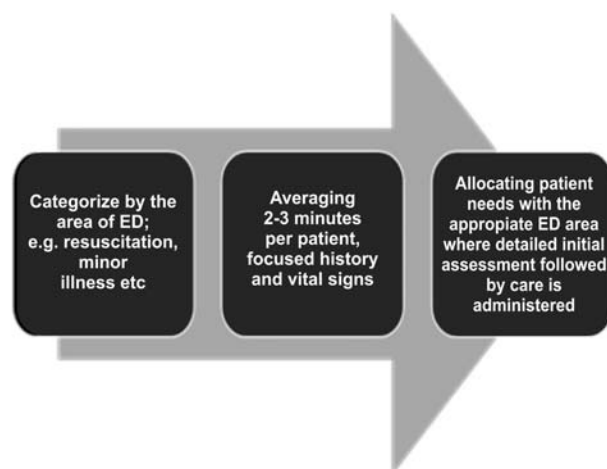 Categorize by the
area of ED;
e.g. resuscitation,
minor
illness etc
Averaging
2-3 minutes
per patient,
focused history
and vital signs
Allocating patient
needs with the
appropiate ED area
where detailed initial
assessment followed
by care is
administered